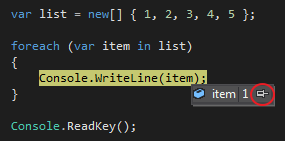 var list = new[] { 1, 2, 3, 4, 5 };
foreach (var item in list)
{
Console.WriteLine(item);
item 1
}
Console.ReadKey();